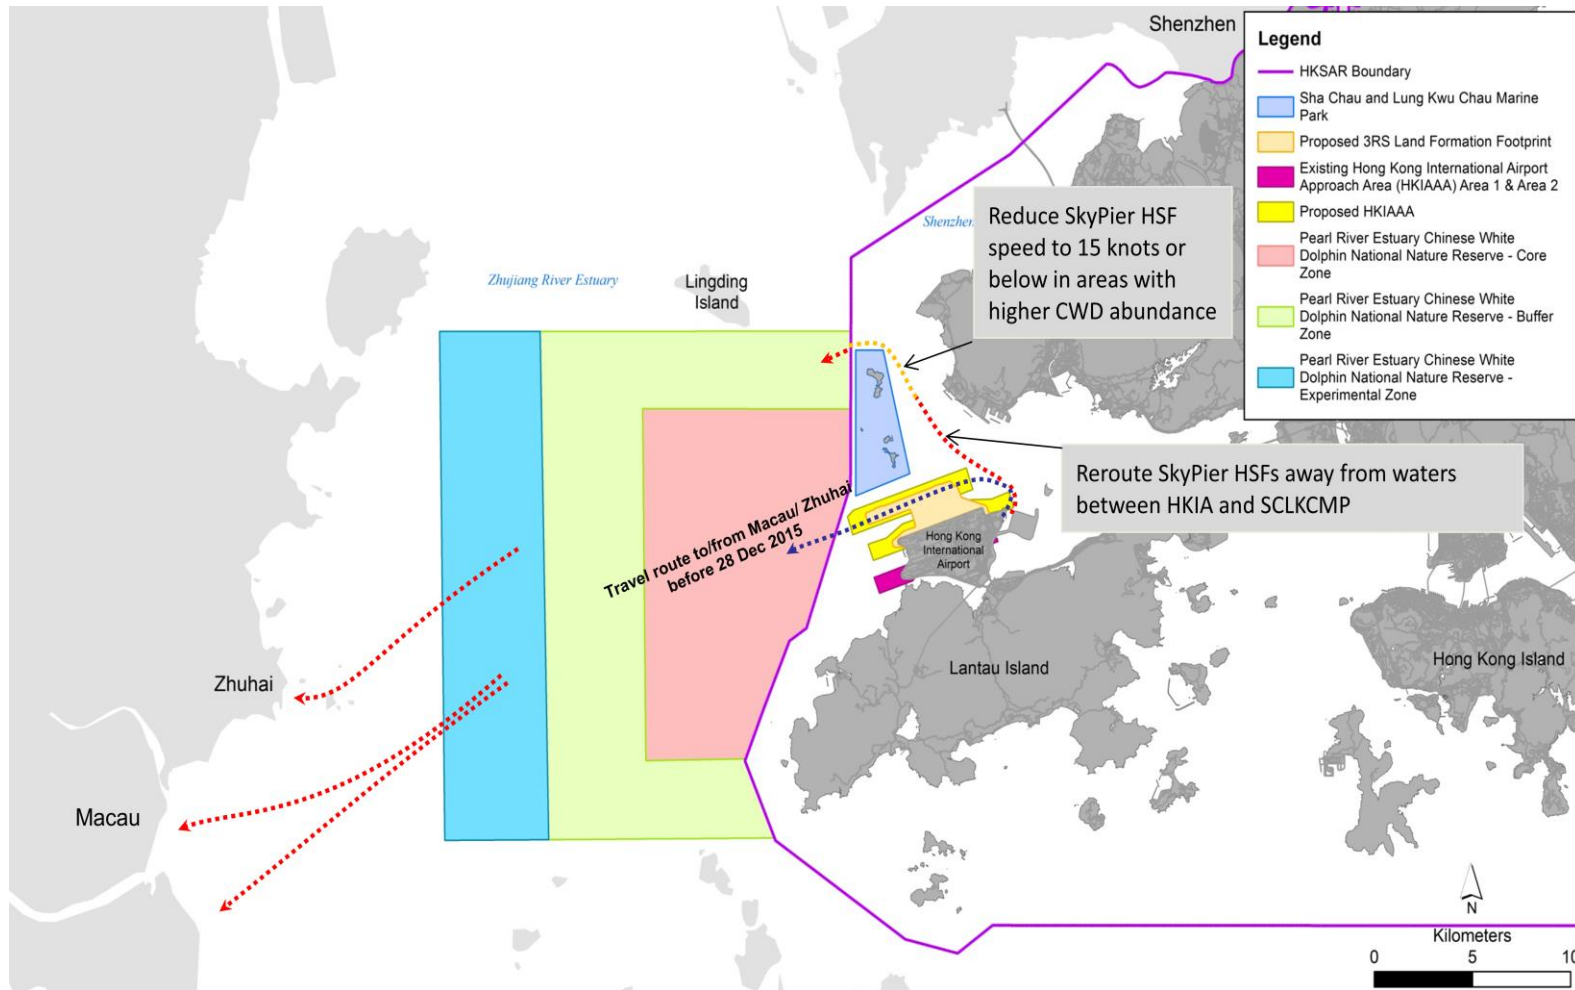 Shenzhen
Legend
HKSAR Boundary
Sha Chau and Lung Kwu Chau Marine
Park
Proposed 3RS Land Formation Footprint
Existing Hong Kong International Airport
Approach Area (HKIAAA) Area 1 & Area 2
Proposed HKIAAA
Pearl River Estuary Chinese White
Dolphin National Nature Reserve - Core
Zone
Pearl River Estuary Chinese White
Dolphin National Nature Reserve - Buffer
Zone
Pearl River Estuary Chinese White
Dolphin National Nature Reserve -
Experimental Zone
Reduce SkyPier HSF
speed to 15 knots or
below in areas with
higher CWD abundance
Shenzhen
Zhujiang River Estuary
Lingding
Island
Reroute SkyPier HSFs away from waters
between HKIA and SCLKCMP
Travel route to/from Macau/ Zhuhai
before 28 Dec 2015
Hong Kong
International
Airport
Lantau Island
Hong Kong Island
Zhuhai
Macau
N
Kilometers
0 5 10